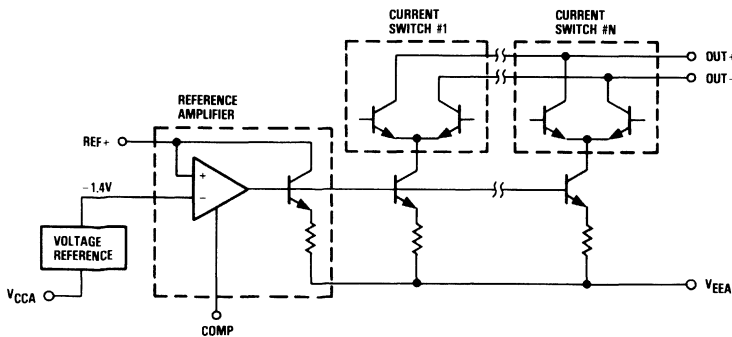 CURRENT
SWITCH #1
CURRENT
SWITCH #N
OUT+
OUT-
REFERENCE
AMPLIFIER
REF+
+
-1.4V
-
VOLTAGE
REFERENCE
VCCA
COMP
VEEA